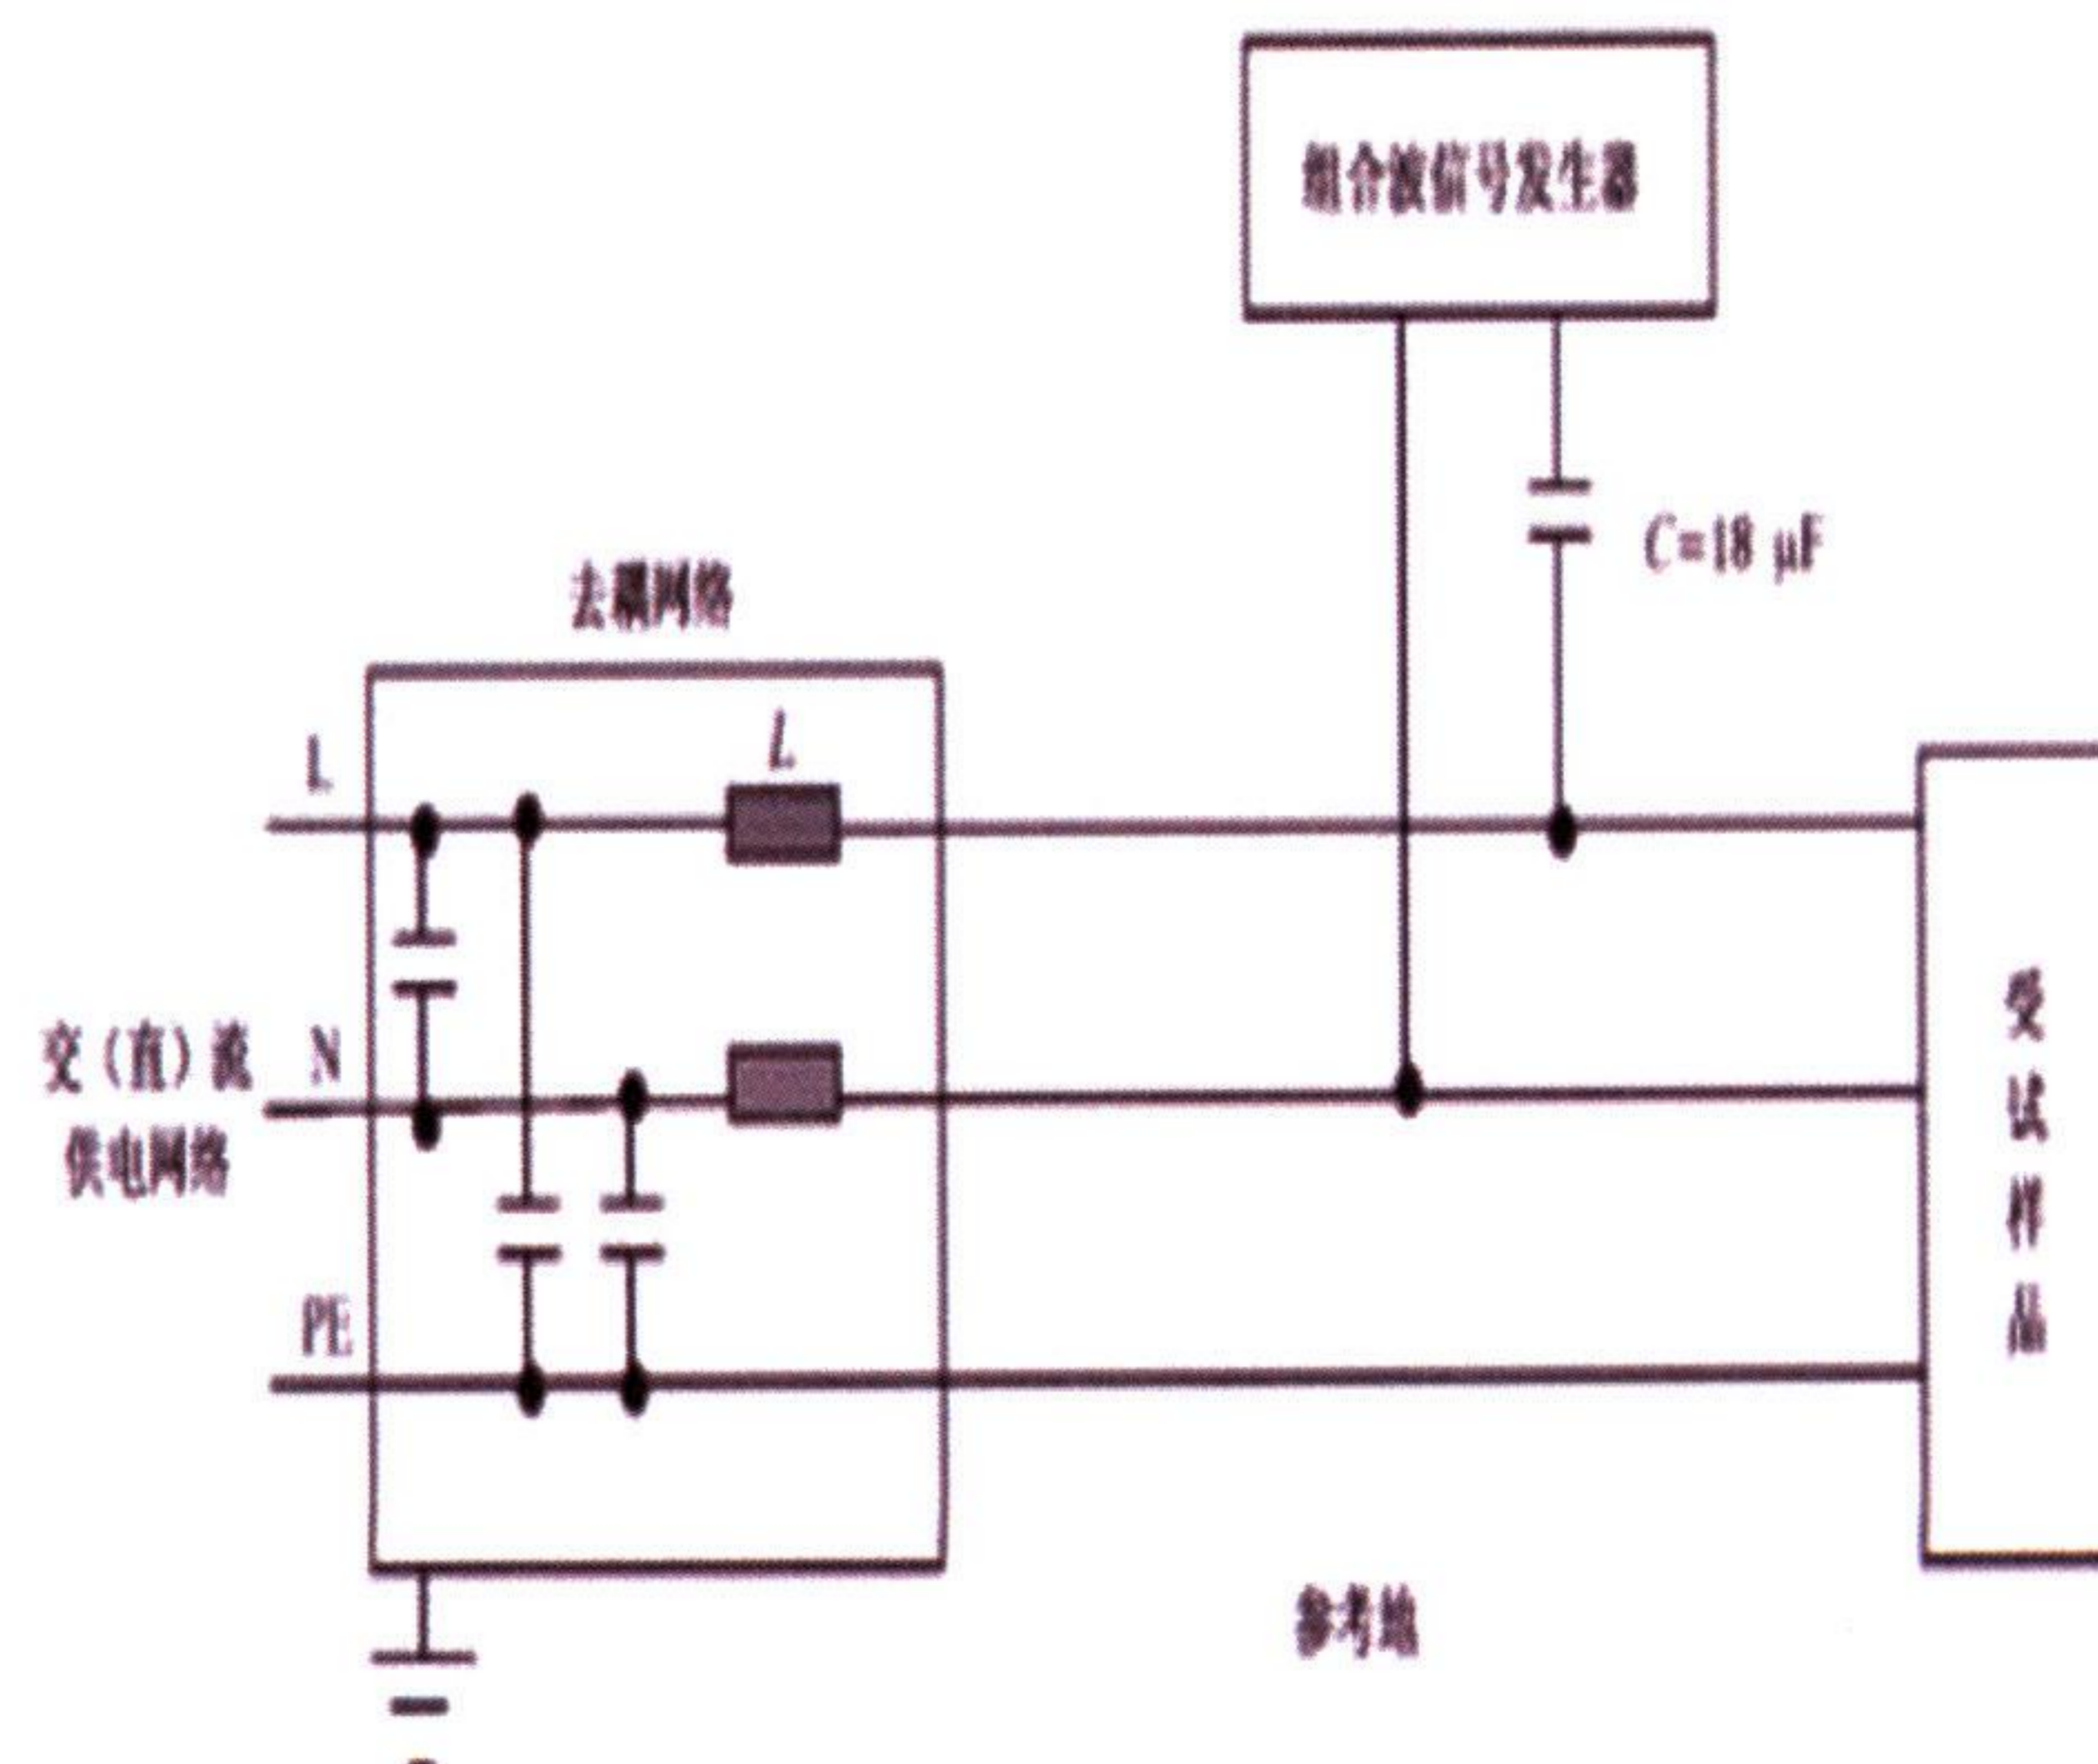 组合波信号发生器
C=18 μF
去耦网络
L
L
交(直)流
N
供电网络
PE
受试样品
参考地